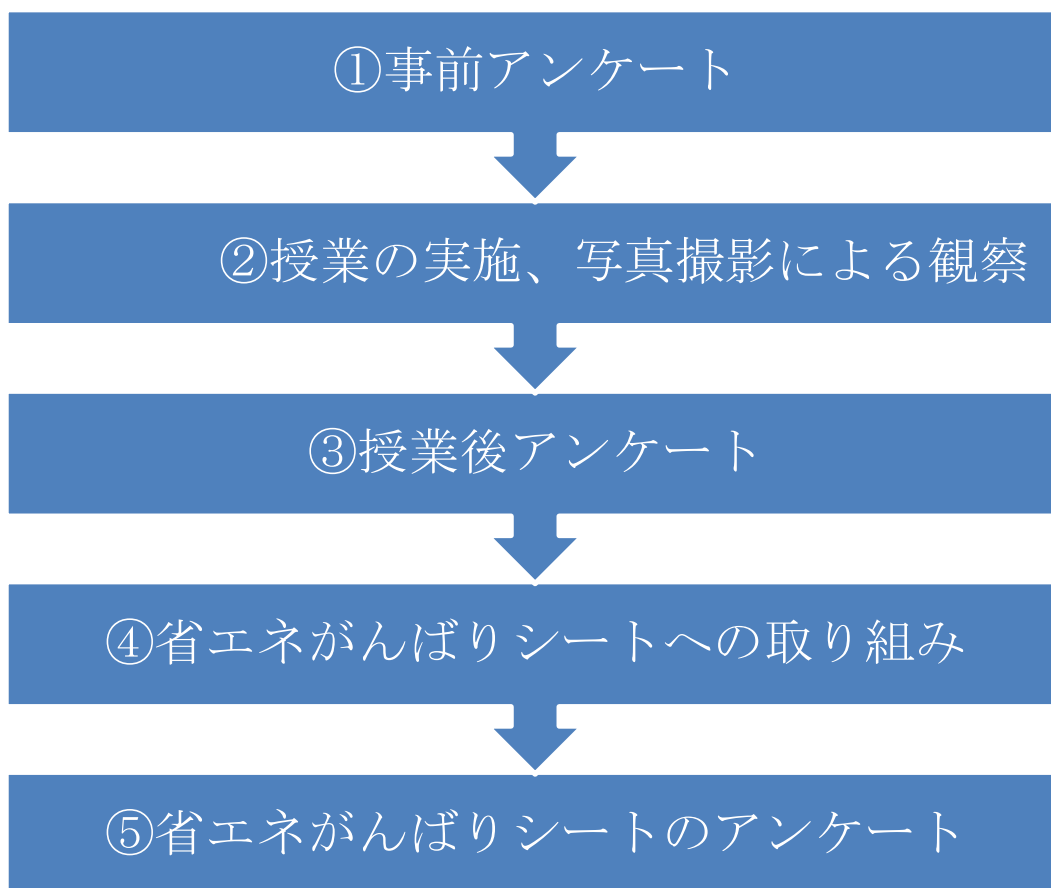 ①事前アンケート
②授業の実施、写真撮影による観察
③授業後アンケート
④省エネがんばりシートへの取り組み
⑤省エネがんばりシートのアンケート